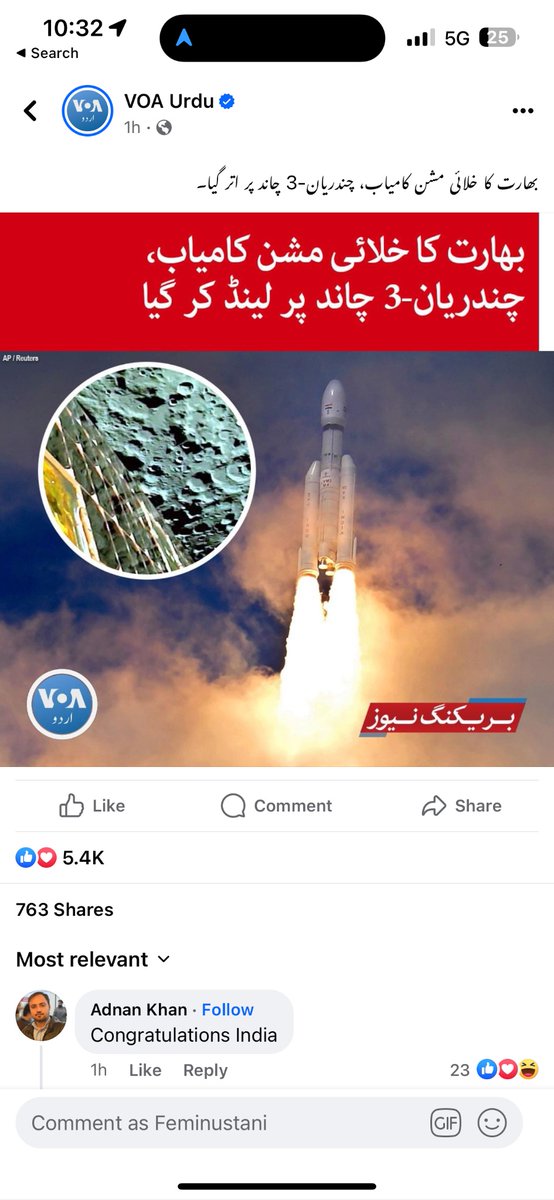 10:32
5G
25
Search
VOA Urdu
VOA
اردو
1h
بھارت کا خلائی مشن کامیاب، چندریان-3 چاند پر اتر گیا۔
بھارت کا خلائی مشن کامیاب،
چندریان-3 چاند پر لینڈ کر گیا
AP / Reuters
VOA
اردو
بریکنگ نیوز
Like
Comment
Share
5.4K
763 Shares
Most relevant
Adnan Khan · Follow
Congratulations India
1h Like Reply 23
Comment as Feminustani
GIF